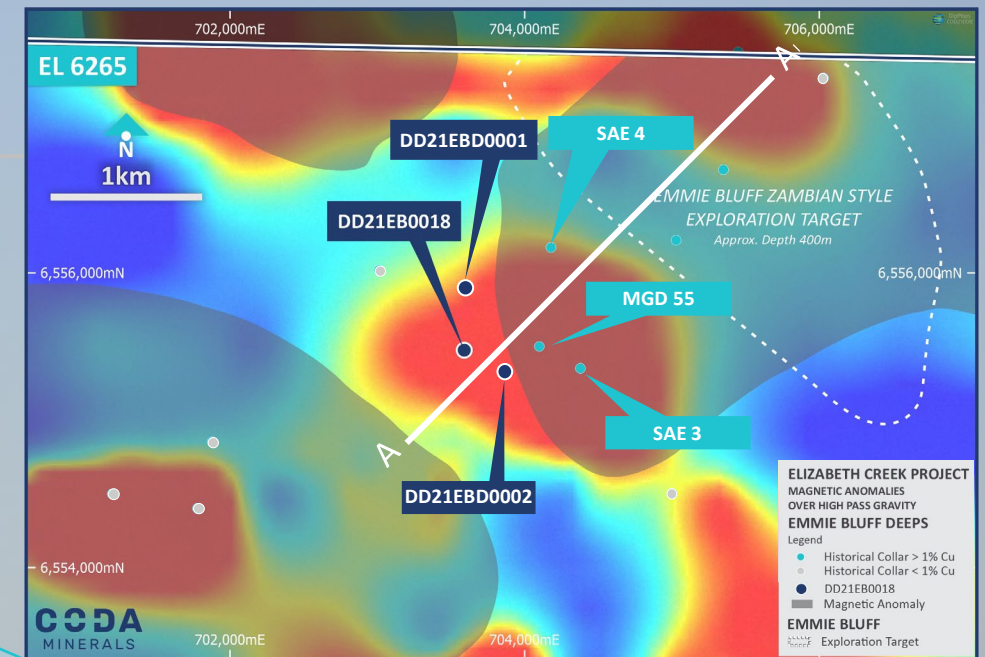 702,000mE
704,000mE
706,000mE
EL 6265
N
1km
A'
DD21EBD0001
SAE 4
DD21EB0018
EMMIE BLUFF ZAMBIAN STYLE
EXPLORATION TARGET
Approx. Depth 400m
6,556,000mN
6,556,000mN
MGD 55
SAE 3
A
DD21EBD0002
6,554,000mN
CODA
MINERALS
702,000mE
704,000mE
ELIZABETH CREEK PROJECT
MAGNETIC ANOMALIES
OVER HIGH PASS GRAVITY
EMMIE BLUFF DEEPS
Legend
Historical Collar > 1% Cu
Historical Collar < 1% Cu
DD21EB0018
Magnetic Anomaly
EMMIE BLUFF
Exploration Target